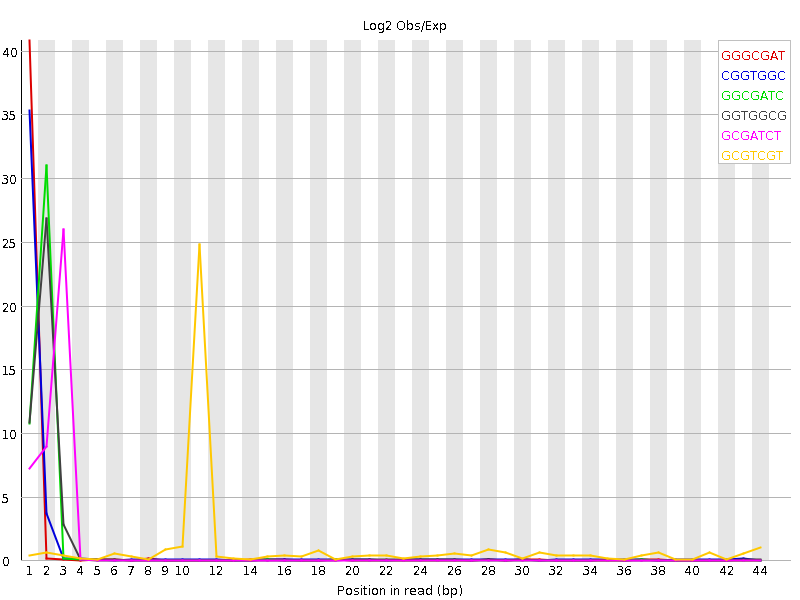 Log2 Obs/Exp
40
35
30
25
20
15
10
5
0
GGGCGAT
CGGTGGC
GGCGATC
GGTGGCG
GCGATCT
GCGTCGT
1 2 3 4 5 6 7 8 9 10 12 14 16 18 20 22 24 26 28 30 32 34 36 38 40 42 44
Position in read (bp)